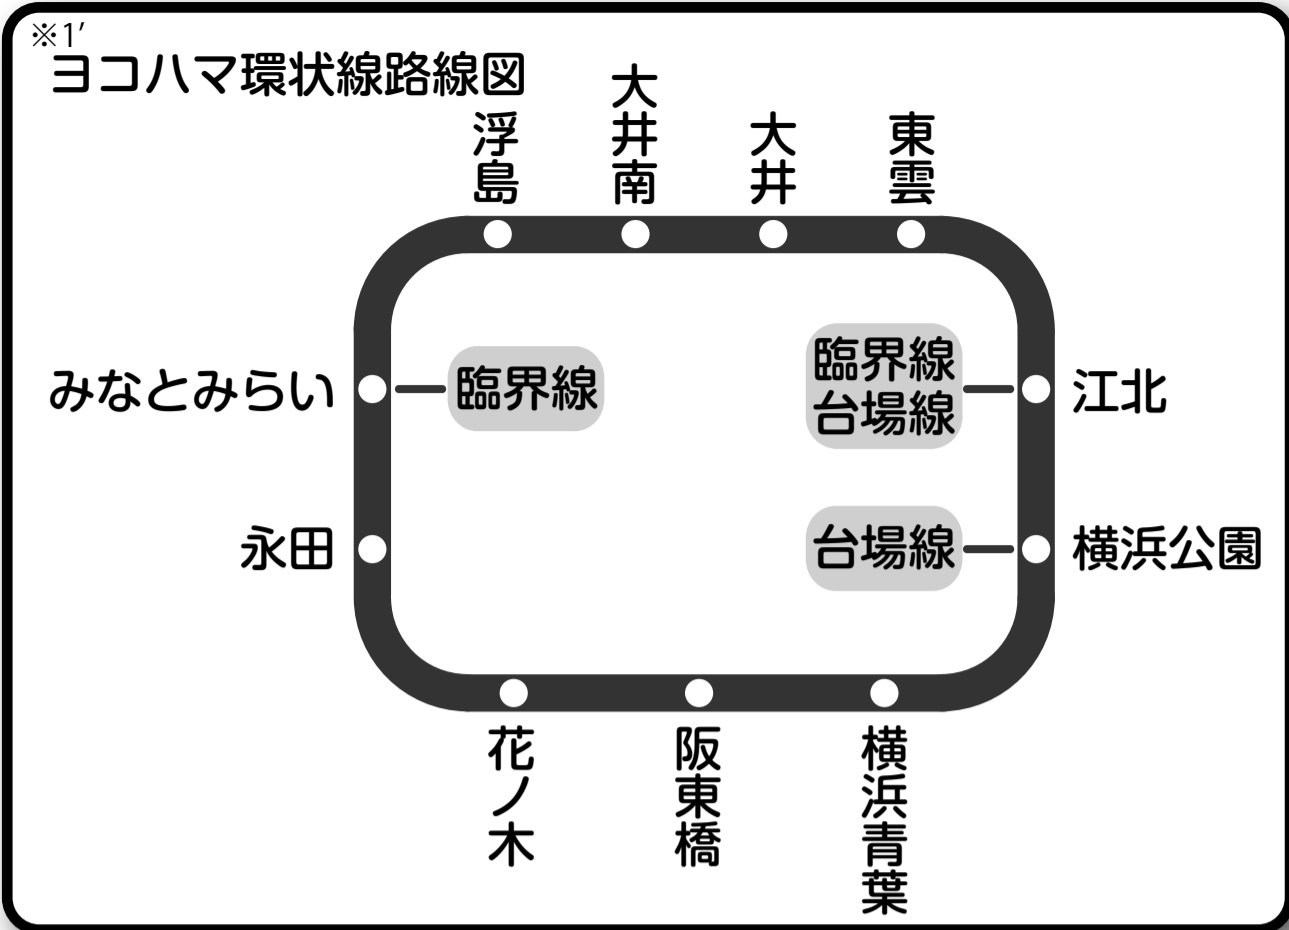 ※1′
ヨコハマ環状線路線図
浮島
大井南
大井
東雲
みなとみらい
臨界線
臨界線
台場線
江北
永田
台場線
横浜公園
花ノ木
阪東橋
横浜青葉